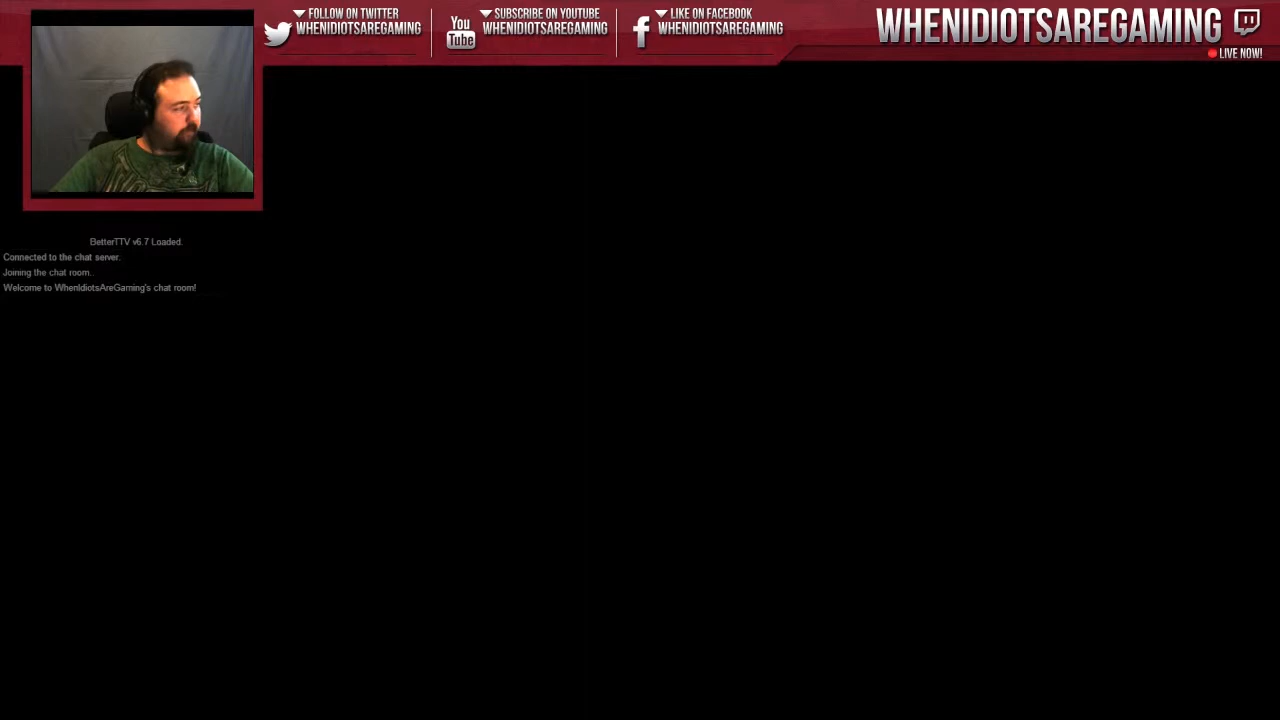 FOLLOW ON TWITTER
WHENIDIOTSAREGAMING
You
Tube
SUBSCRIBE ON YOUTUBE
WHENIDIOTSAREGAMING
LIKE ON FACEBOOK
WHENIDIOTSAREGAMING
WHENIDIOTSAREGAMING
LIVE NOW!
BetterTTV v6.7 Loaded.
Connected to the chat server.
Joining the chat room..
Welcome to WhenIdiotsAreGaming's chat room!